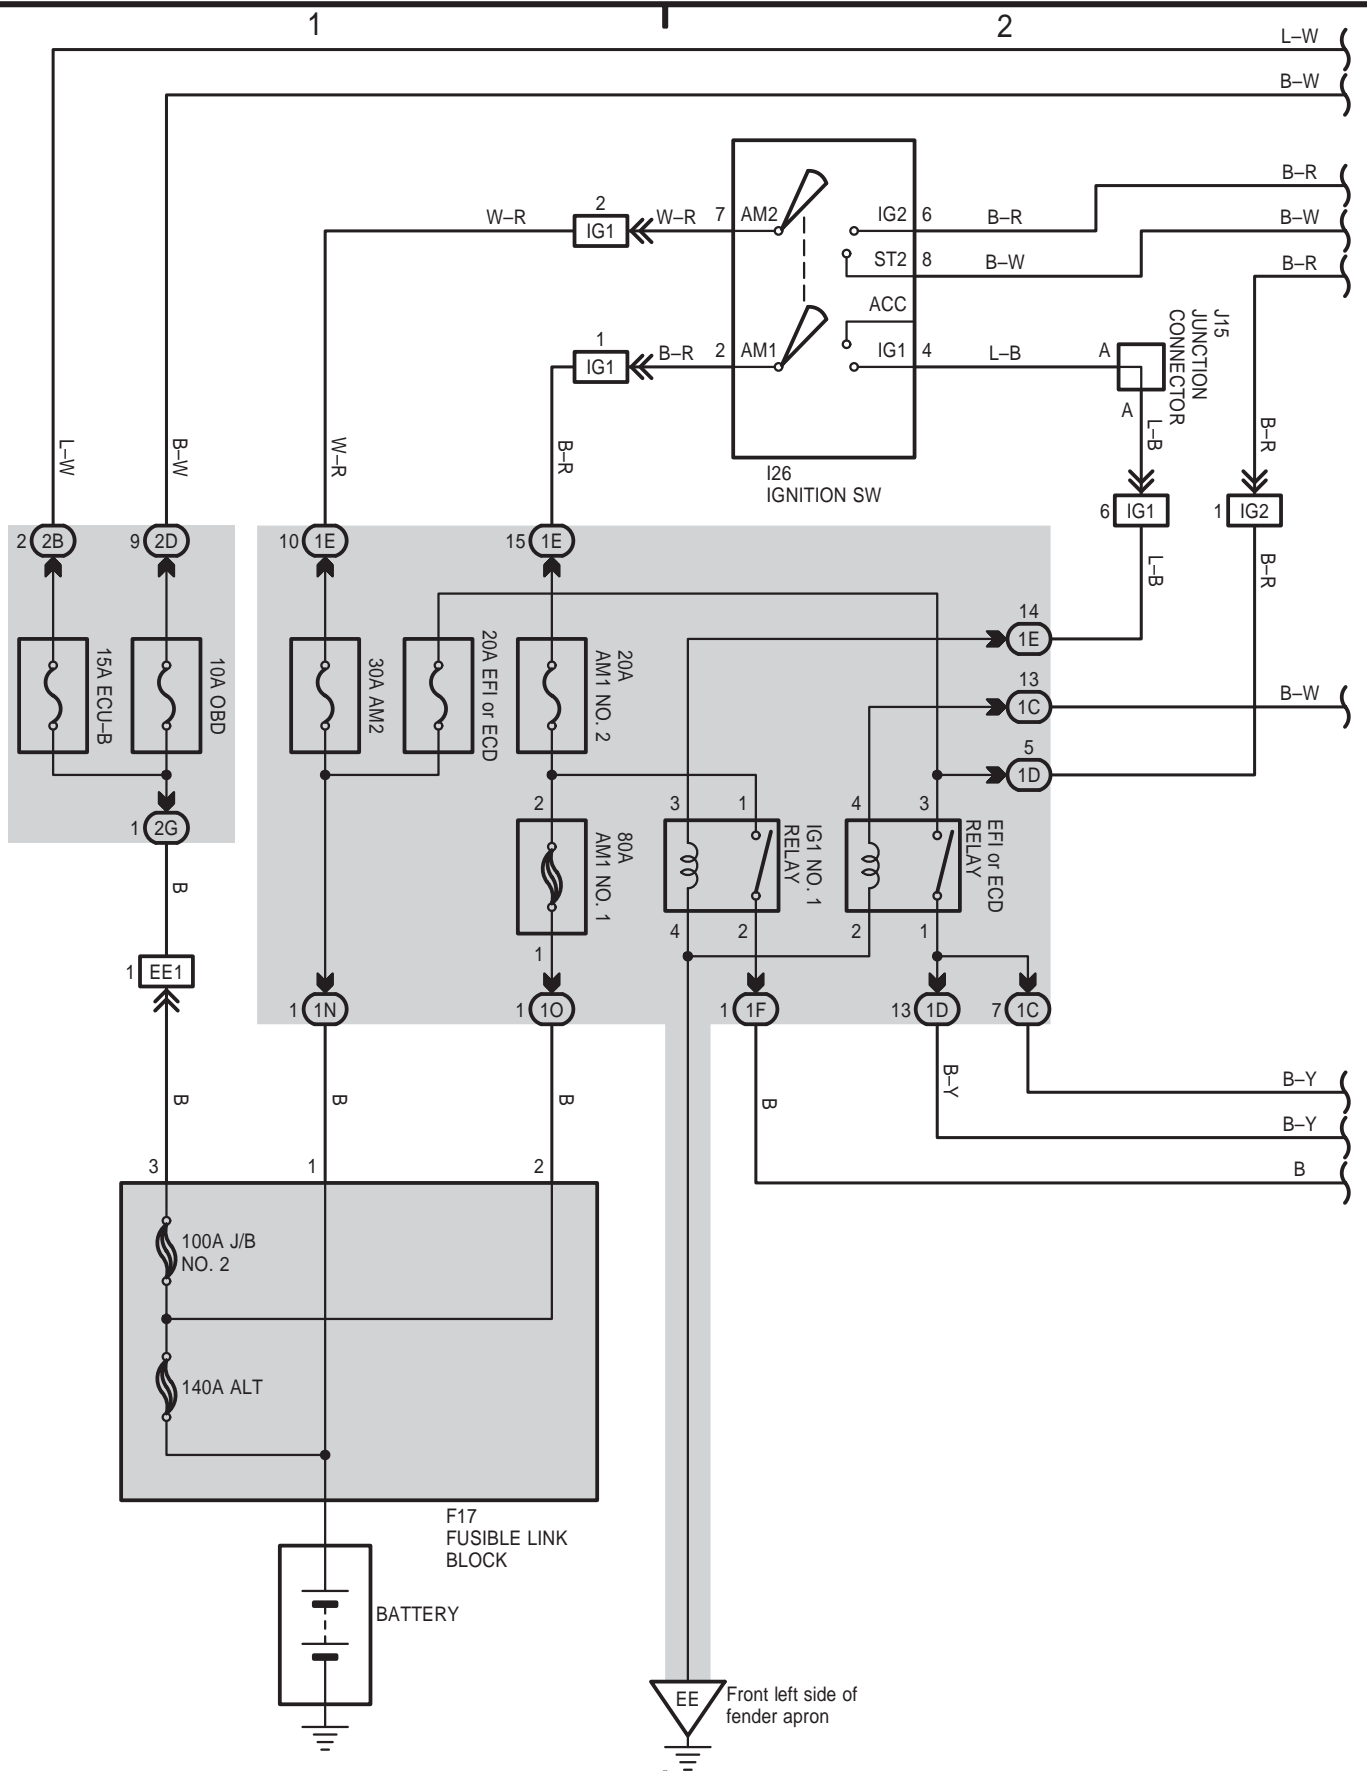 1
2
L–W
B–W
B–R
B–W
B–R
W–R
2
IG1
W–R
7
AM2
IG2
6
B–R
ST2
8
B–W
ACC
1
IG1
B–R
2
AM1
IG1
4
L–B
A
A
J15
JUNCTION
CONNECTOR
I26
IGNITION SW
L–W
B–W
W–R
B–R
L–B
B–R
6
IG1
1
IG2
L–B
B–R
2
2B
9
2D
10
1E
15
1E
14
1E
13
1C
B–W
5
1D
15A ECU–B
10A OBD
30A AM2
20A EFI or ECD
20A
AM1 NO. 2
1
2G
2
80A
AM1 NO. 1
1
3
1
4
2
IG1 NO. 1
RELAY
4
3
2
1
EFI or ECD
RELAY
B
1
EE1
1
1N
1
1O
1
1F
13
1D
7
1C
B
B
B
B
B–Y
B–Y
B–Y
B
3
1
2
100A J/B
NO. 2
140A ALT
F17
FUSIBLE LINK
BLOCK
BATTERY
EE
Front left side of
fender apron